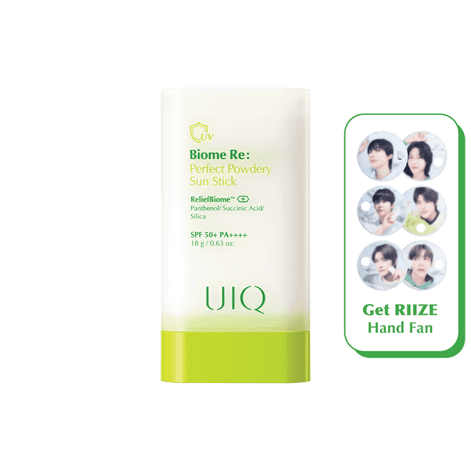 UV
Biome Re:
Perfect Powdery
Sun Stick
ReliefBiome™
Panthenol/ Succinic Acid/
Silica
SPF 50+ PA++++
18 g / 0.63 oz.
UIQ
Get RIIZE
Hand Fan